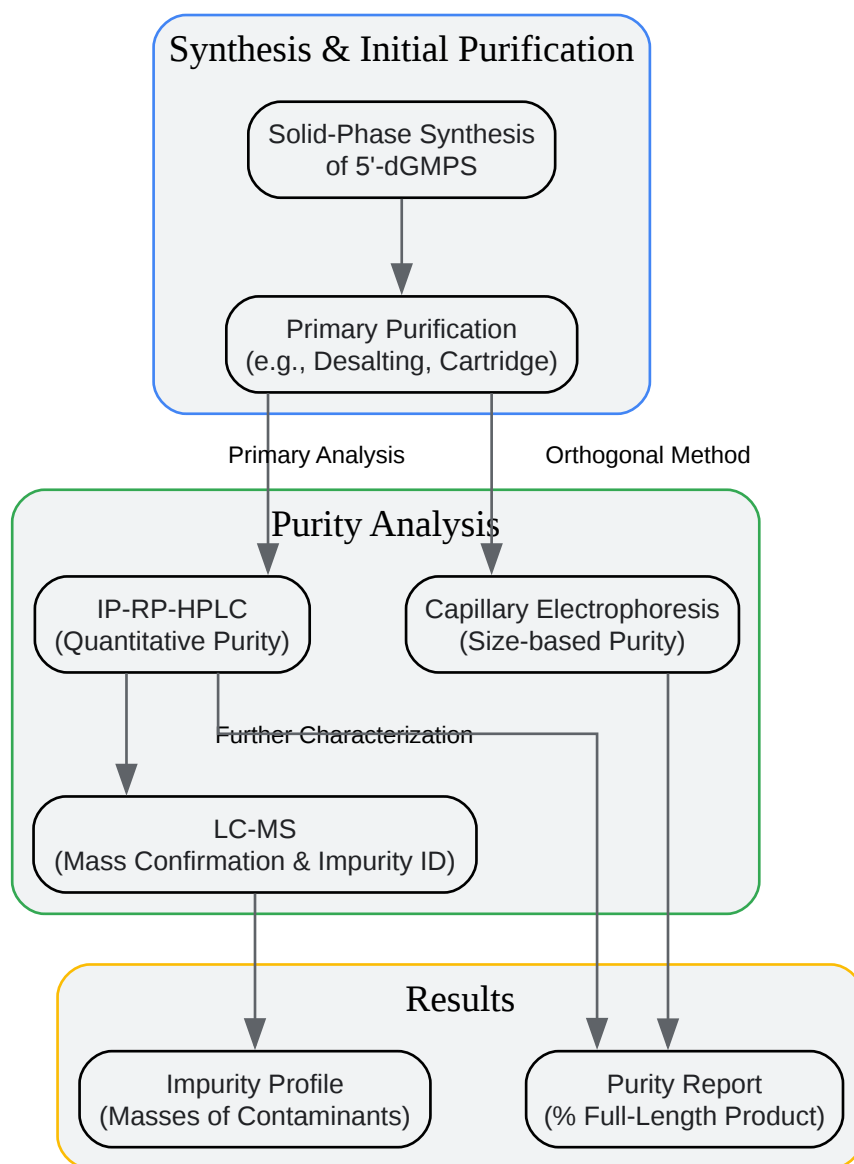 Synthesis & Initial Purification
Solid-Phase Synthesis
of 5'-dGMPS
Primary Purification
(e.g., Desalting, Cartridge)
Primary Analysis
Orthogonal Method
Purity Analysis
IP-RP-HPLC
(Quantitative Purity)
Capillary Electrophoresis
(Size-based Purity)
Further Characterization
LC-MS
(Mass Confirmation & Impurity ID)
Results
Impurity Profile
(Masses of Contaminants)
Purity Report
(% Full-Length Product)